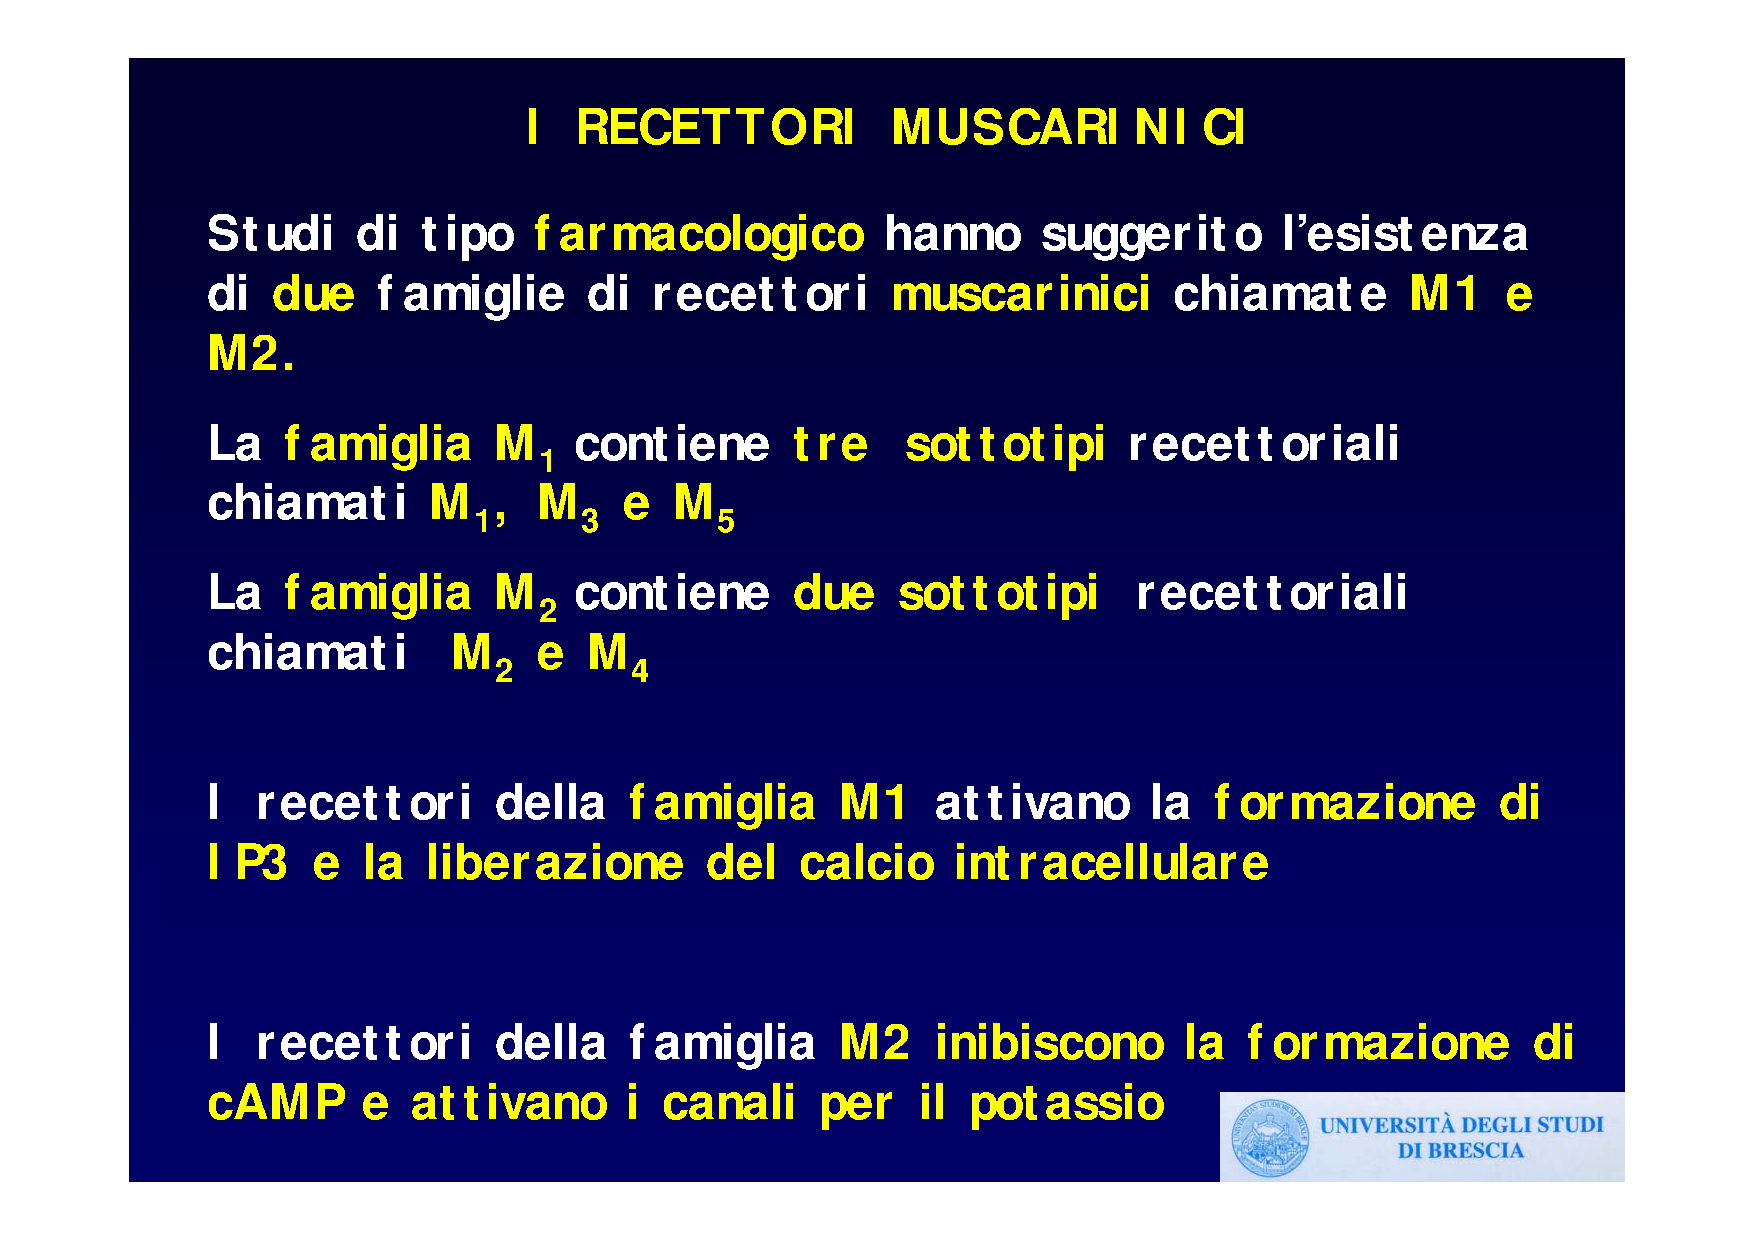 I RECETTORI MUSCARINICI
Studi di tipo farmacologico hanno suggerito l’esistenza
di due famiglie di recettori muscarinici chiamate M1 e
M2.
La famiglia M1 contiene tre sottotipi recettoriali
chiamati M1, M3 e M5
La famiglia M2 contiene due sottotipi recettoriali
chiamati M2 e M4
I recettori della famiglia M1 attivano la formazione di
IP3 e la liberazione del calcio intracellulare
I recettori della famiglia M2 inibiscono la formazione di
cAMP e attivano i canali per il potassio
UNIVERSITÀ DEGLI STUDI
DI BRESCIA